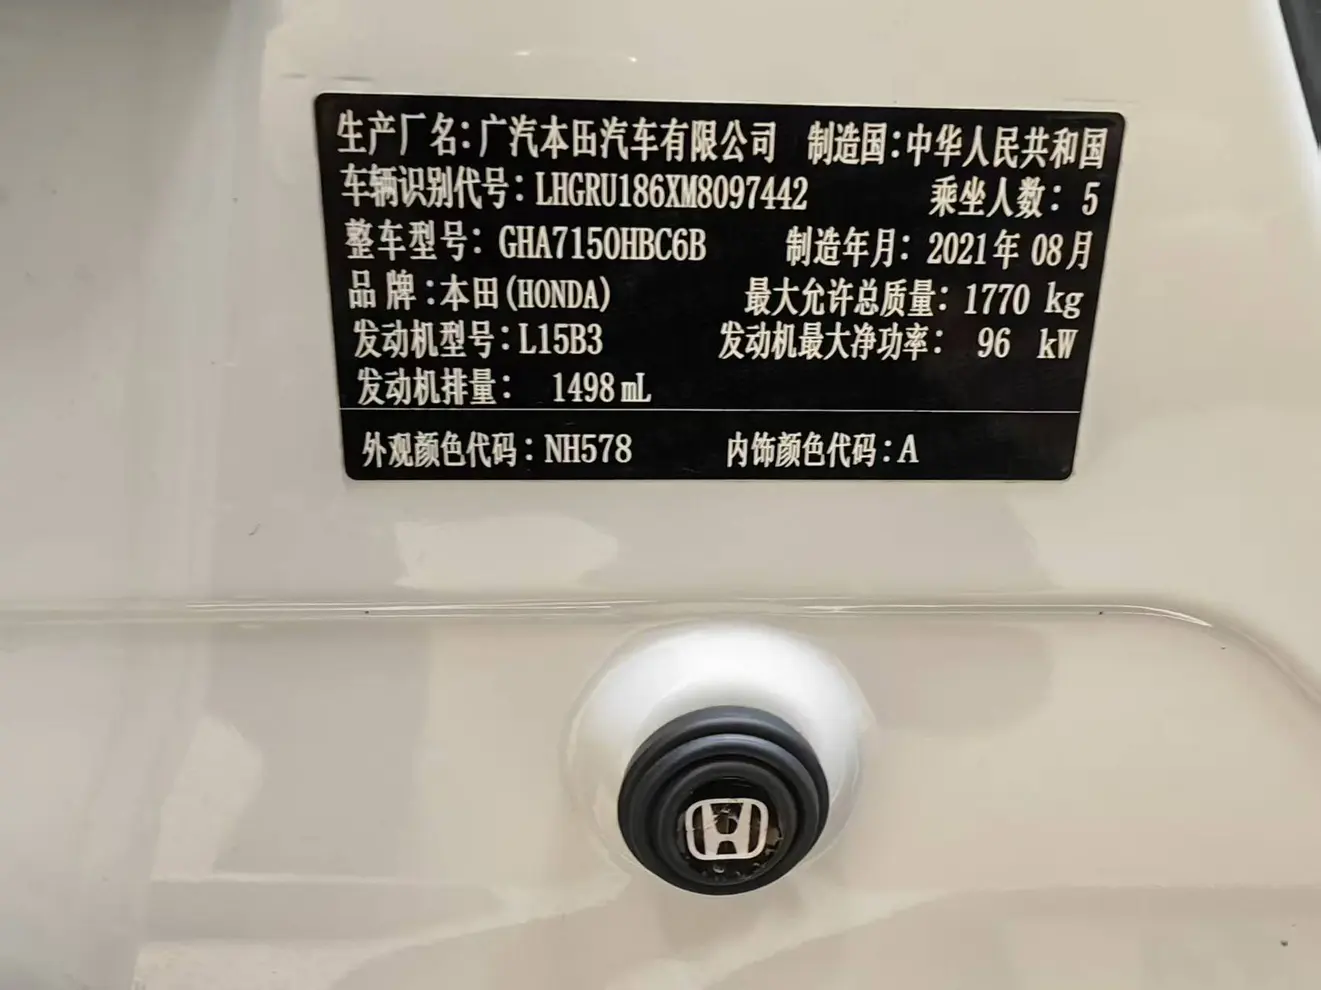 生产厂名:广汽本田汽车有限公司 制造国:中华人民共和国
车辆识别代号:LHGRU186XM8097442 乘坐人数:5
整车型号:GHA7150HBC6B 制造年月:2021年08月
品牌:本田(HONDA) 最大允许总质量:1770 kg
发动机型号:L15B3 发动机最大净功率:96 kW
发动机排量:1498mL
外观颜色代码:NH578 内饰颜色代码:A